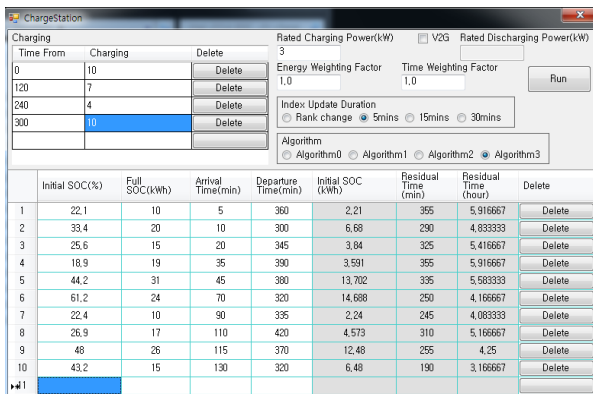 ChargeStation
Charging
Time From Charging Delete
0 10 Delete
120 7 Delete
240 4 Delete
300 10 Delete
Rated Charging Power(kW) V2G Rated Discharging Power(kW)
3
Energy Weighting Factor Time Weighting Factor
1,0 1,0 Run
Index Update Duration
Rank change 5mins 15mins 30mins
Algorithm
Algorithm0 Algorithm1 Algorithm2 Algorithm3
Initial SOC(%) Full SOC(kWh) Arrival Time(min) Departure Time(min) Initial SOC (kWh) Residual Time (min) Residual Time (hour) Delete
1 22,1 10 5 360 2,21 355 5,916667 Delete
2 33,4 20 10 300 6,68 290 4,833333 Delete
3 25,6 15 20 345 3,84 325 5,416667 Delete
4 18,9 19 35 390 3,591 355 5,916667 Delete
5 44,2 31 45 380 13,702 335 5,583333 Delete
6 61,2 24 70 320 14,688 250 4,166667 Delete
7 22,4 10 90 335 2,24 245 4,083333 Delete
8 26,9 17 110 420 4,573 310 5,166667 Delete
9 48 26 115 370 12,48 255 4,25 Delete
10 43,2 15 130 320 6,48 190 3,166667 Delete
11